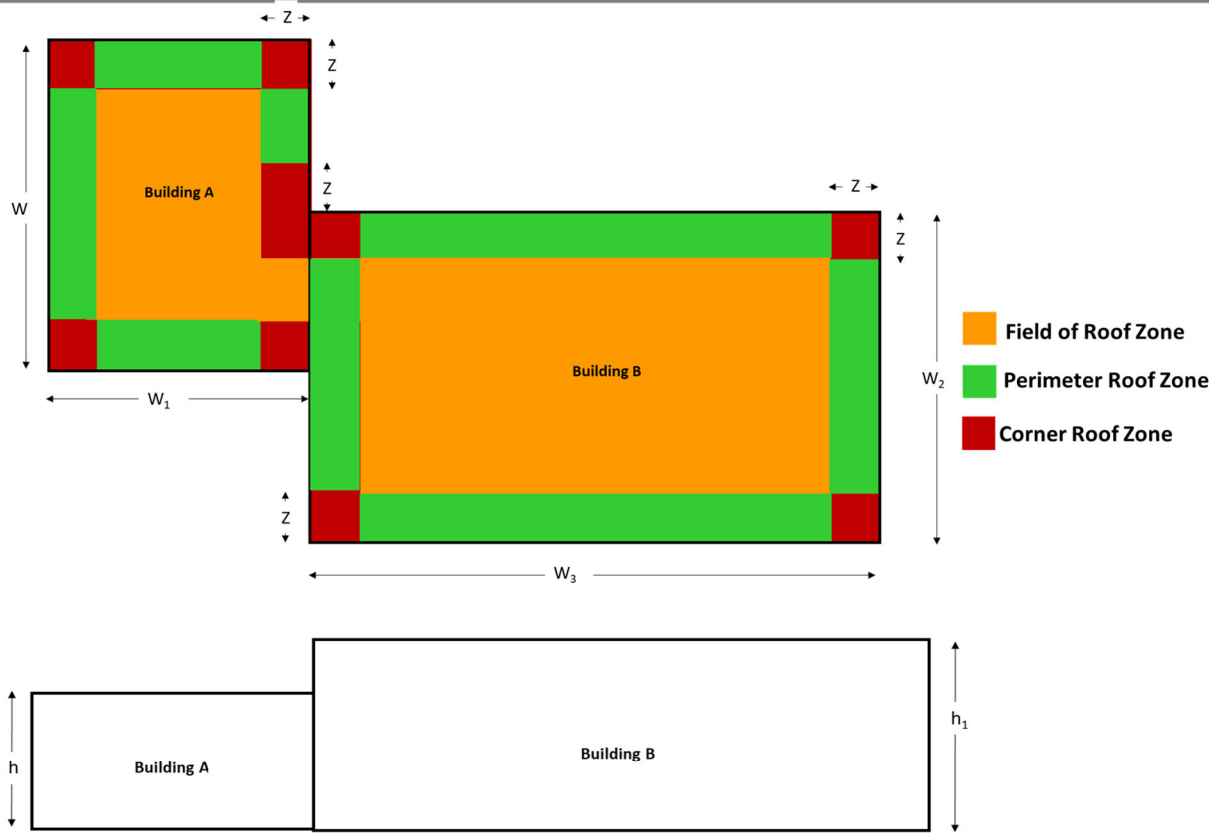 Z
Z
W
Building A
Z
Z
Z
W₁
Building B
W₂
Z
W₃
Field of Roof Zone
Perimeter Roof Zone
Corner Roof Zone
h
Building A
Building B
h₁